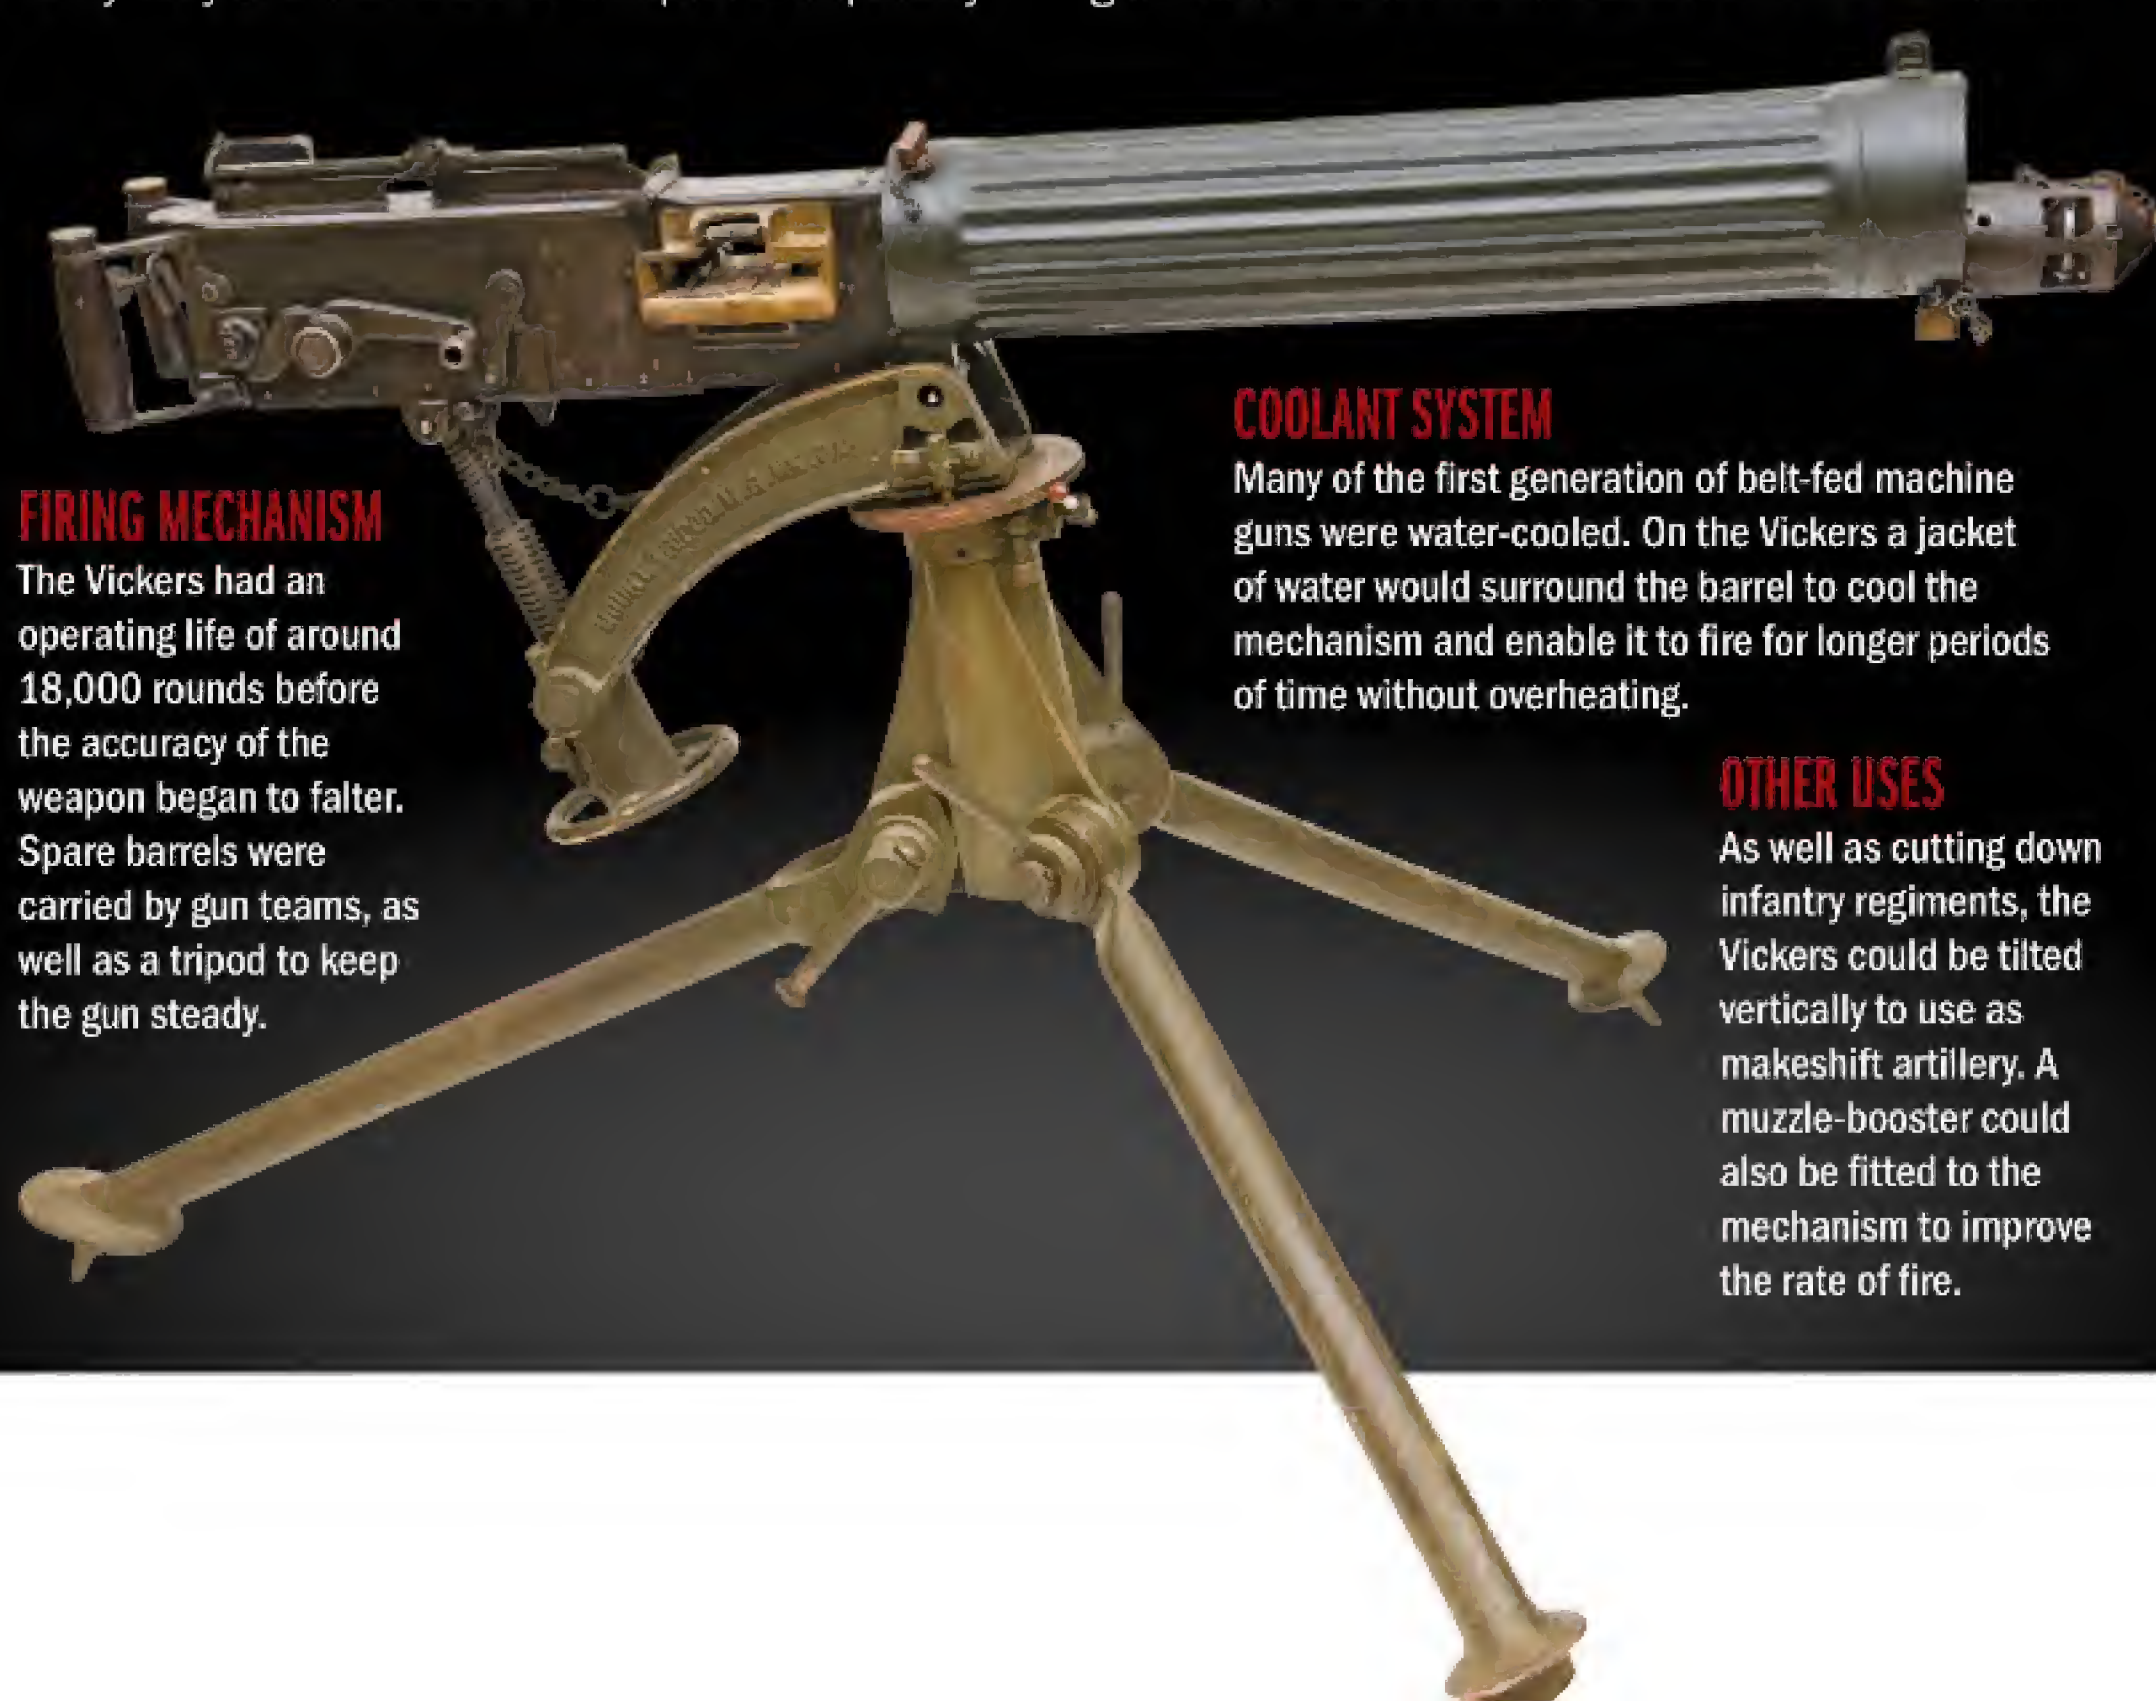 FIRING MECHANISM
The Vickers had an
operating life of around
18,000 rounds before
the accuracy of the
weapon began to falter.
Spare barrels were
carried by gun teams, as
well as a tripod to keep
the gun steady.
COOLANT SYSTEM
Many of the first generation of belt-fed machine
guns were water-cooled. On the Vickers a jacket
of water would surround the barrel to cool the
mechanism and enable it to fire for longer periods
of time without overheating.
OTHER USES
As well as cutting down
infantry regiments, the
Vickers could be tilted
vertically to use as
makeshift artillery. A
muzzle-booster could
also be fitted to the
mechanism to improve
the rate of fire.